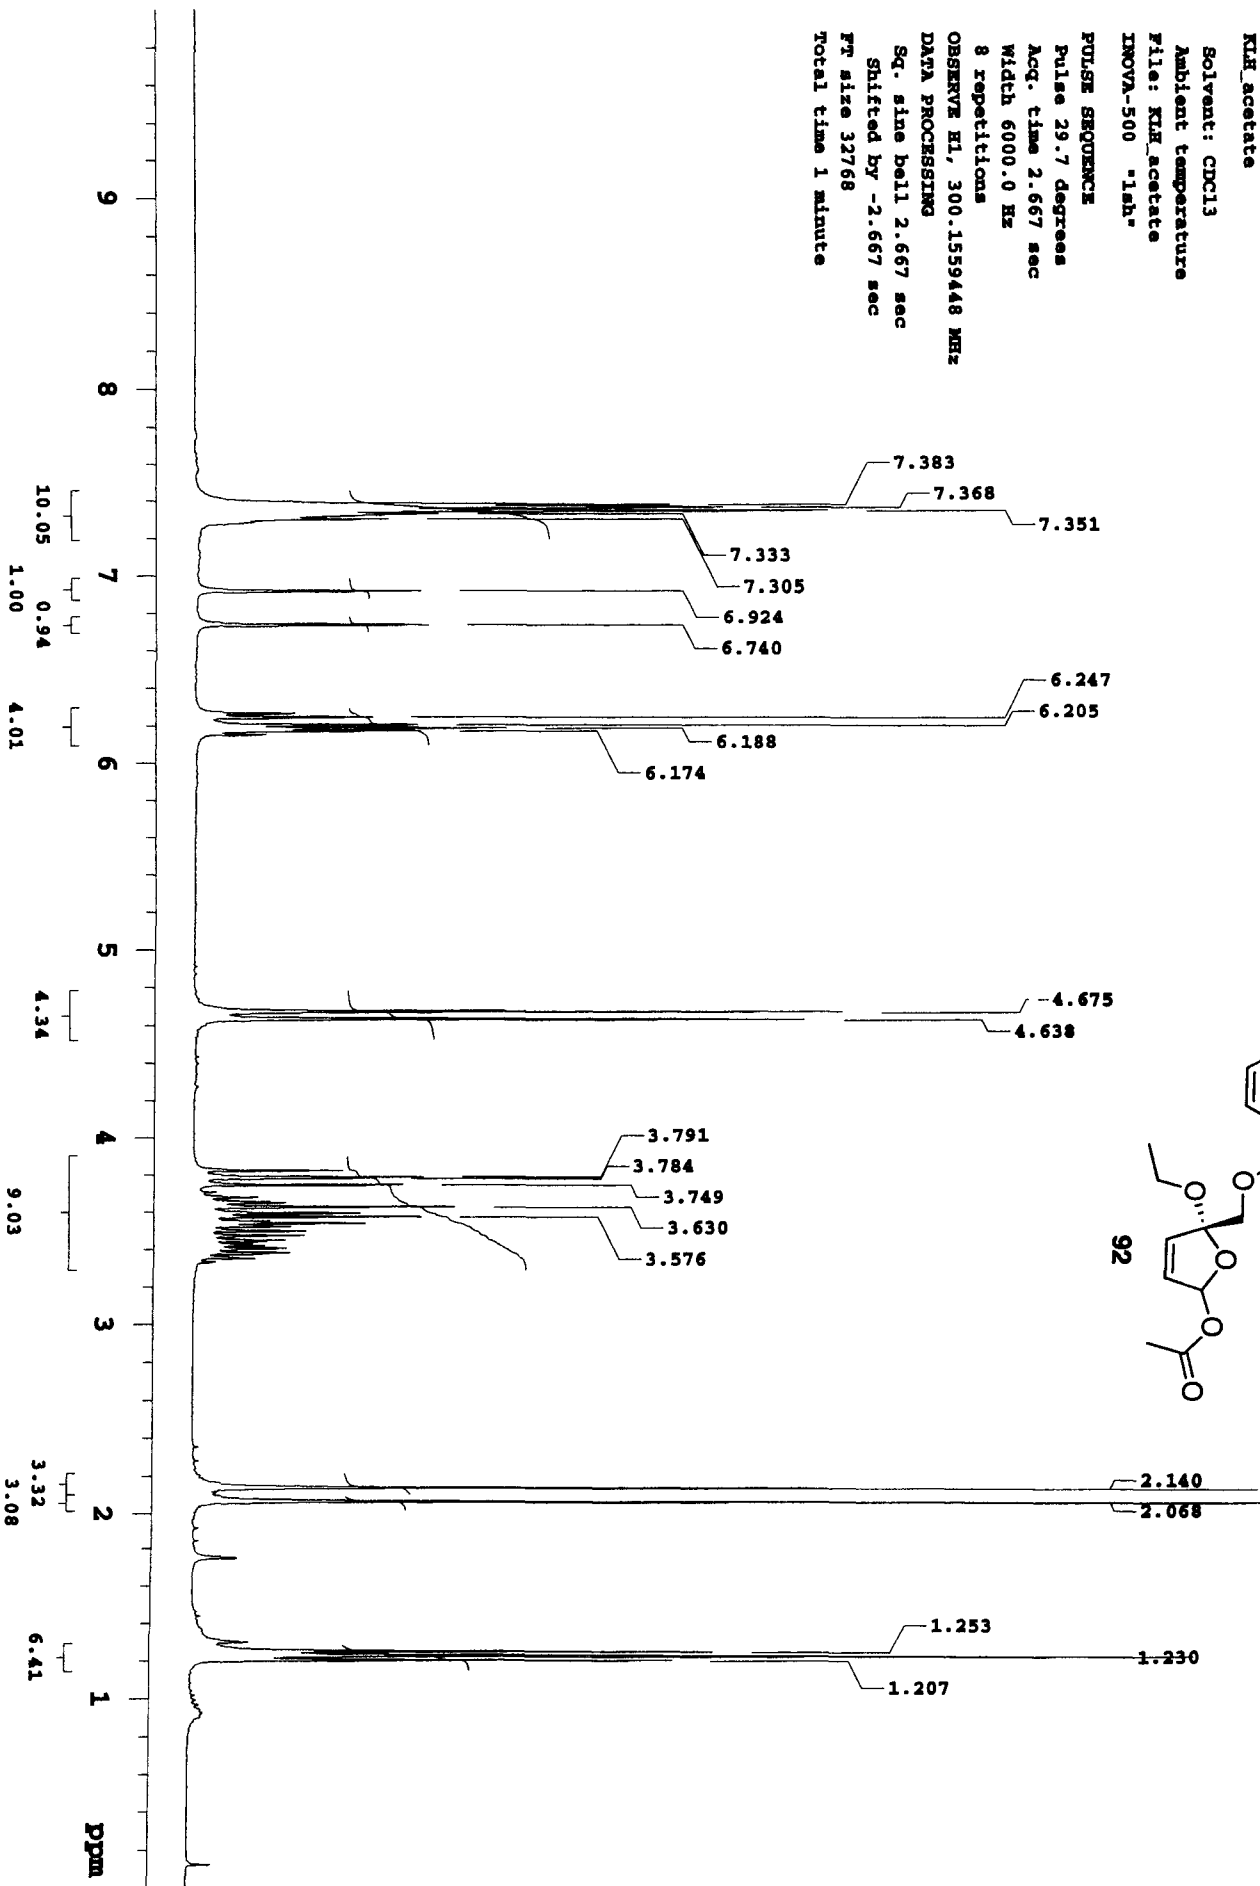 KLH_acetate
Solvent: CDCl3
Ambient temperature
File: KLH_acetate
INOVA-500 "lsh"
PULSE SEQUENCE
Pulse 29.7 degrees
Acq. time 2.667 sec
Width 6000.0 Hz
8 repetitions
OBSERVE H1, 300.1559448 MHz
DATA PROCESSING
Sq. sine bell 2.667 sec
Shifted by -2.667 sec
FT size 32768
Total time 1 minute
7.383
7.368
7.351
7.333
7.305
6.924
6.740
6.247
6.205
6.188
6.174
4.675
4.638
3.791
3.784
3.749
3.630
3.576
2.140
2.068
1.253
1.230
1.207
O
O
O
O
O
92
9
8
7
6
5
4
3
2
1
ppm
10.05
1.00
0.94
4.01
4.34
9.03
3.32
3.08
6.41